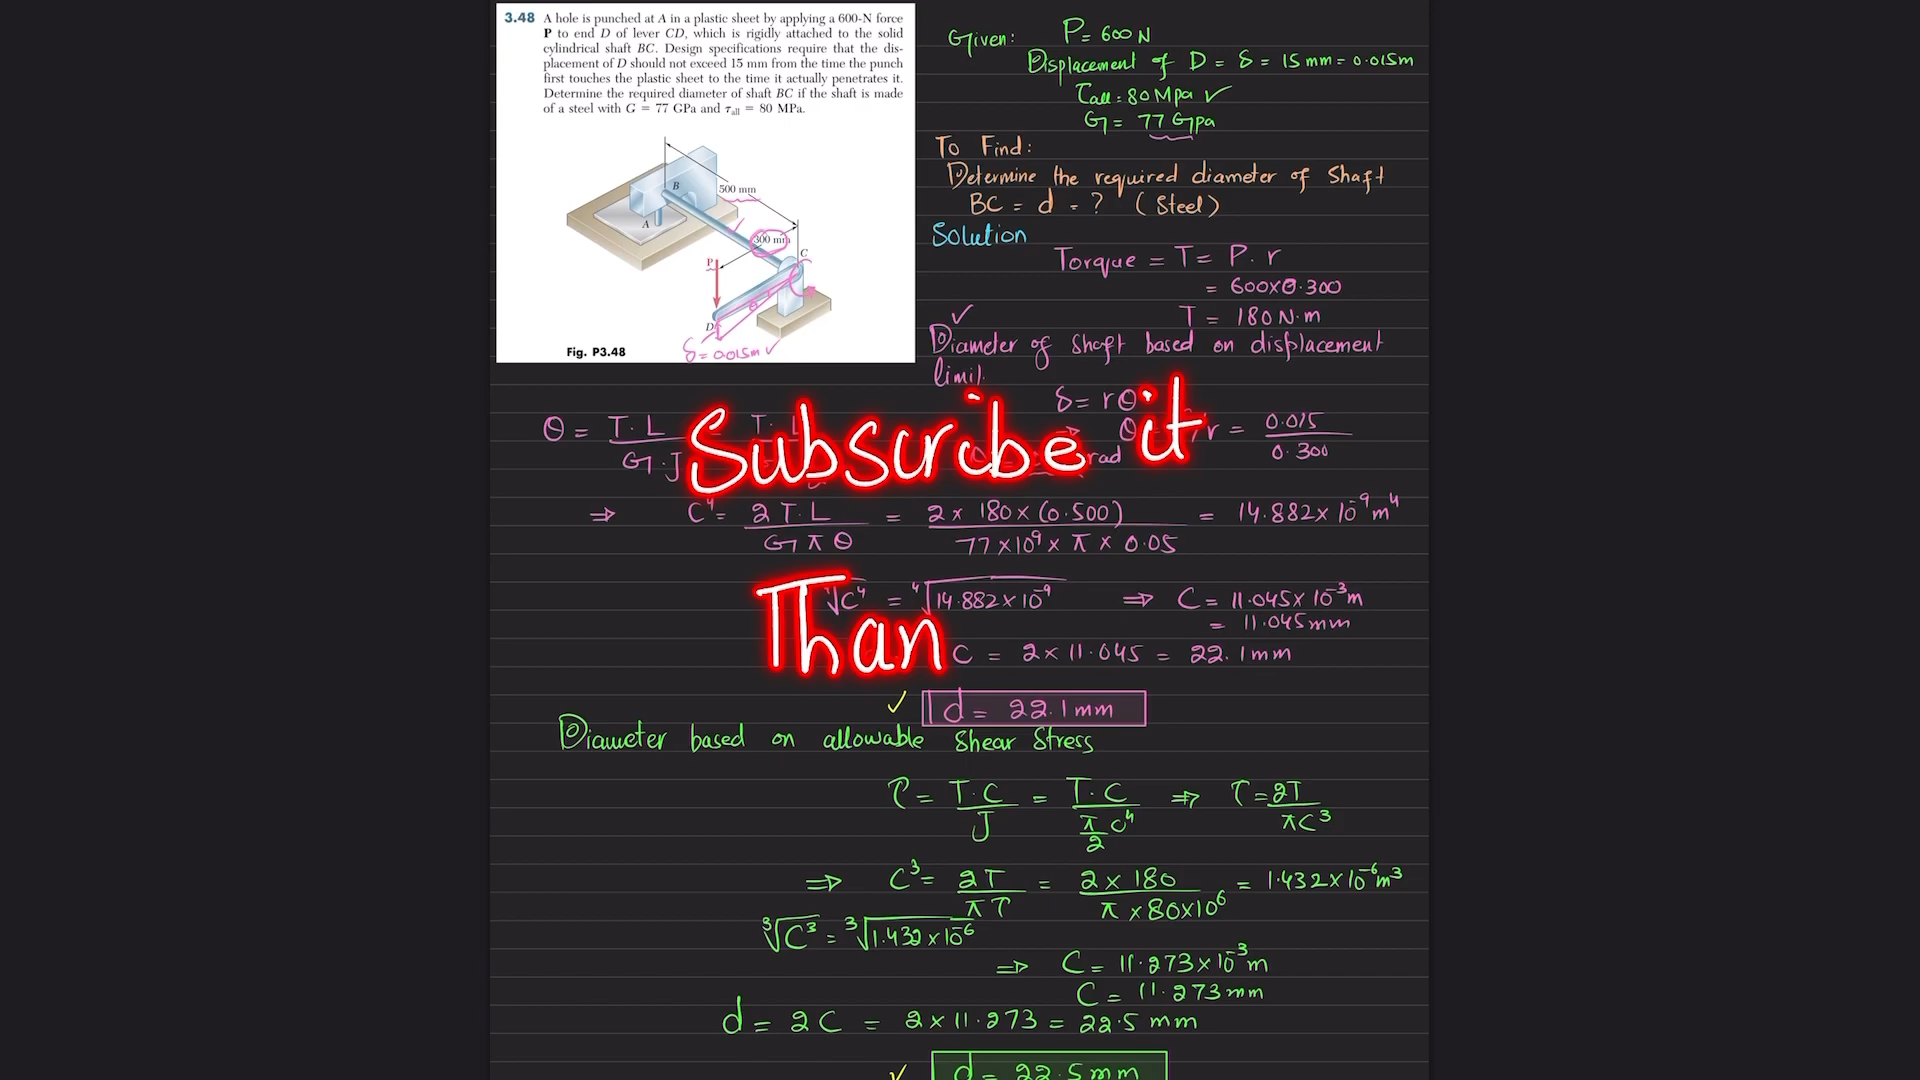 3.48 A hole is punched at A in a plastic sheet by applying a 600-N force
P to end D of lever CD, which is rigidly attached to the solid
cylindrical shaft BC. Design specifications require that the dis-
placement of D should not exceed 15 mm from the time the punch
first touches the plastic sheet to the time it actually penetrates it.
Determine the required diameter of shaft BC if the shaft is made
of a steel with G = 77 GPa and τall = 80 MPa.
B
500 mm
A
300 mm
C
P
D
δ = 0.015m ✓
Fig. P3.48
Given: P = 600 N
Displacement of D = δ = 15 mm = 0.015m
τall = 80 Mpa ✓
G = 77 Gpa
To Find:
Determine the required diameter of Shaft
BC = d = ? (Steel)
Solution
Torque = T = P. r
= 600x0.300
✓ T = 180 N.m
Diameter of Shaft based on displacement
limit.
δ = rθ
θ = T.L / G.J
r = 0.015 / 0.300
rad
Subscribe it
⇒ C⁴ = 2 T.L / G π θ = 2 x 180 x (0.500) / 77 x 10⁹ x π x 0.05 = 14.882 x 10⁻⁹ m⁴
√C⁴ = ⁴√14.882 x 10⁻⁹ ⇒ C = 11.045 x 10⁻³ m
= 11.045 mm
Than
C = 2 x 11.045 = 22.1 mm
✓ d = 22.1 mm
Diameter based on allowable Shear Stress
τ = T.C / J = T.C / π/2 C⁴ ⇒ τ = 2T / πC³
⇒ C³ = 2T / πτ = 2 x 180 / π x 80x10⁶ = 1.432 x 10⁻⁶ m³
³√C³ = ³√1.432 x 10⁻⁶
⇒ C = 11.273 x 10⁻³ m
C = 11.273 mm
d = 2C = 2 x 11.273 = 22.5 mm
✓ d = 22.5 mm